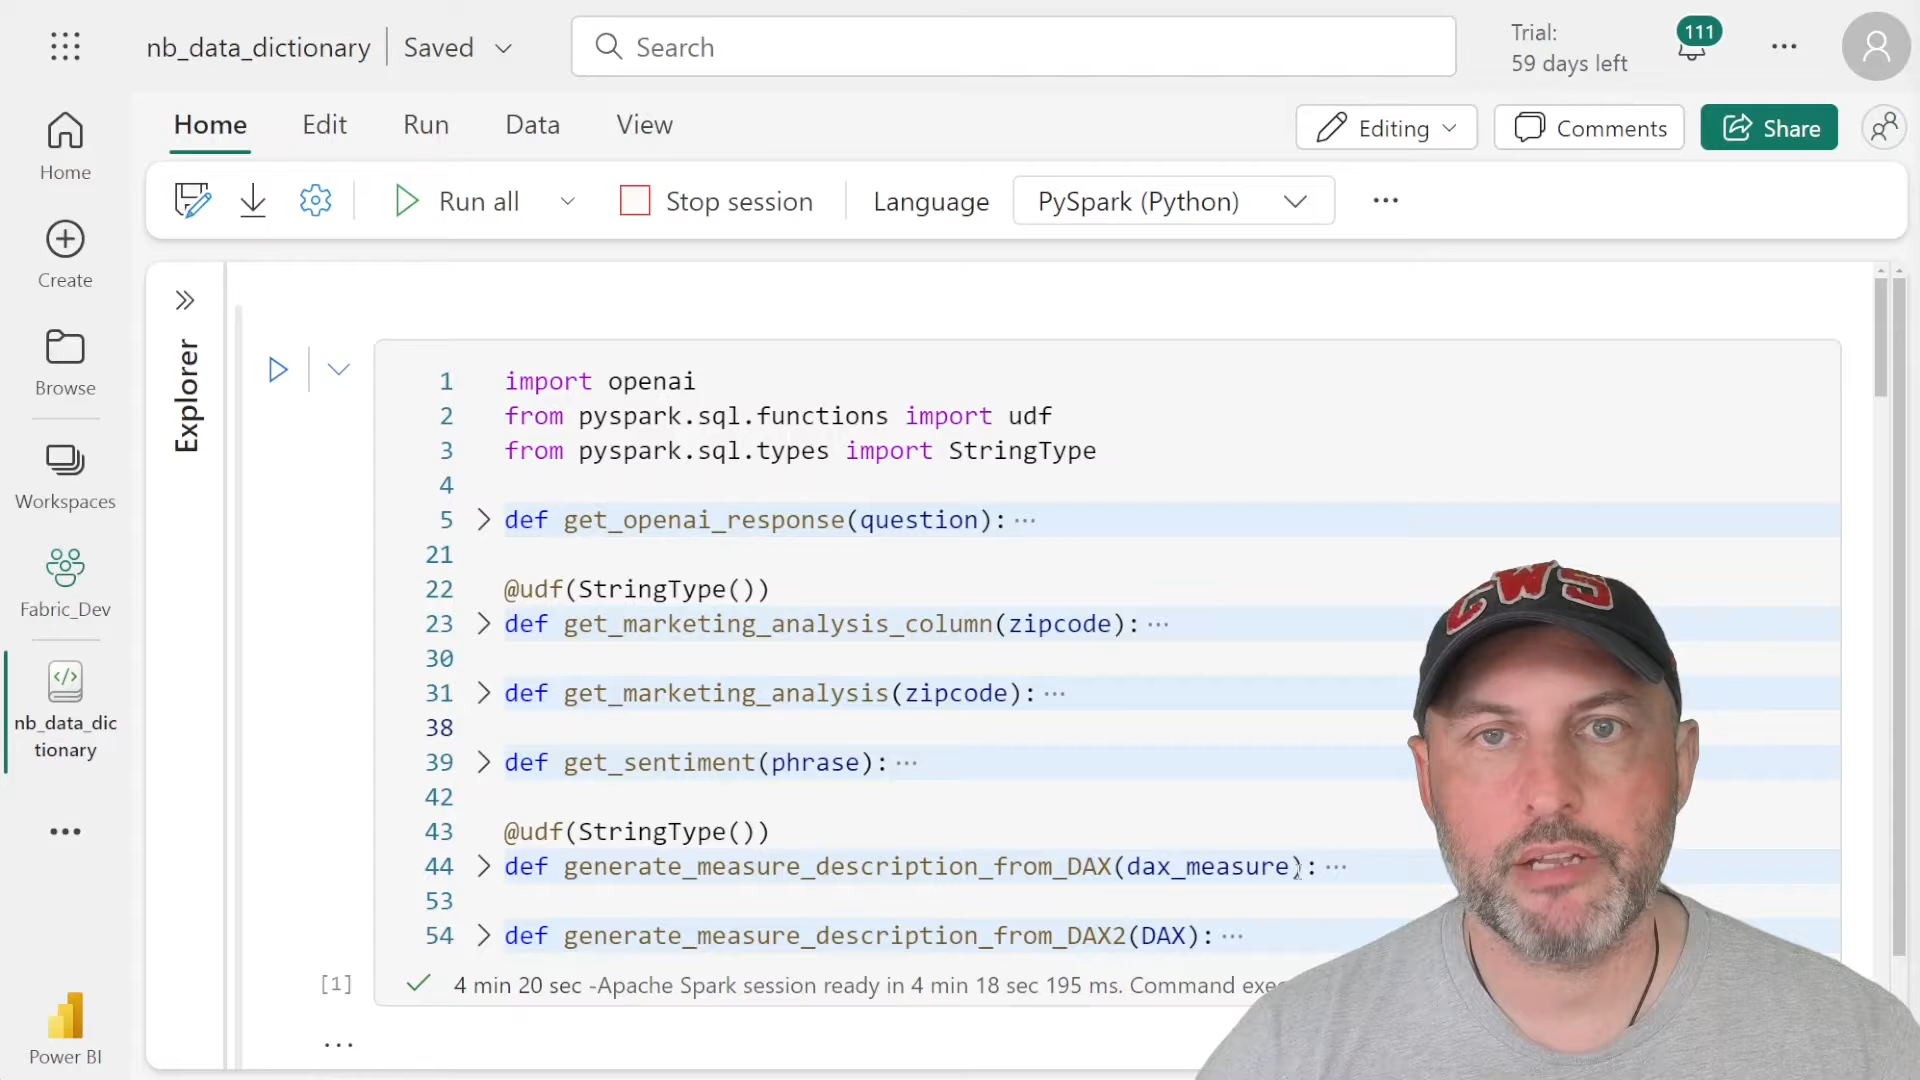 nb_data_dictionary
Saved
Search
Trial:
59 days left
111
Home
Edit
Run
Data
View
Editing
Comments
Share
Run all
Stop session
Language
PySpark (Python)
Home
Create
Browse
Workspaces
Fabric_Dev
nb_data_dic
tionary
Power BI
Explorer
1 import openai
2 from pyspark.sql.functions import udf
3 from pyspark.sql.types import StringType
4
5 def get_openai_response(question): ...
21
22 @udf(StringType())
23 def get_marketing_analysis_column(zipcode): ...
30
31 def get_marketing_analysis(zipcode): ...
38
39 def get_sentiment(phrase): ...
42
43 @udf(StringType())
44 def generate_measure_description_from_DAX(dax_measure): ...
53
54 def generate_measure_description_from_DAX2(DAX): ...
[1] 4 min 20 sec -Apache Spark session ready in 4 min 18 sec 195 ms. Command exe
CWS